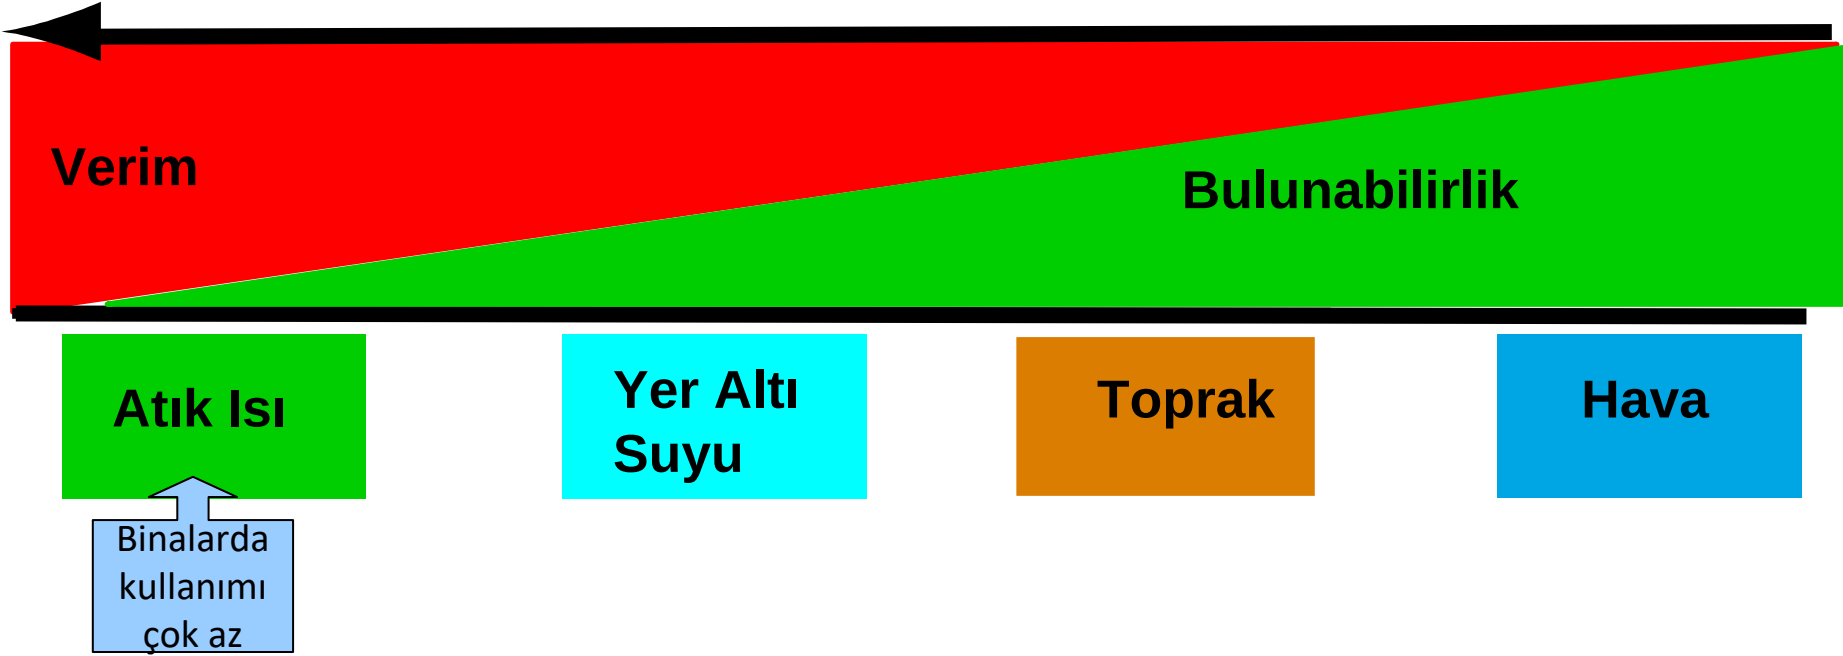 Verim
Bulunabilirlik
Atık Isı
Yer Altı
Suyu
Toprak
Hava
Binalarda
kullanımı
çok az